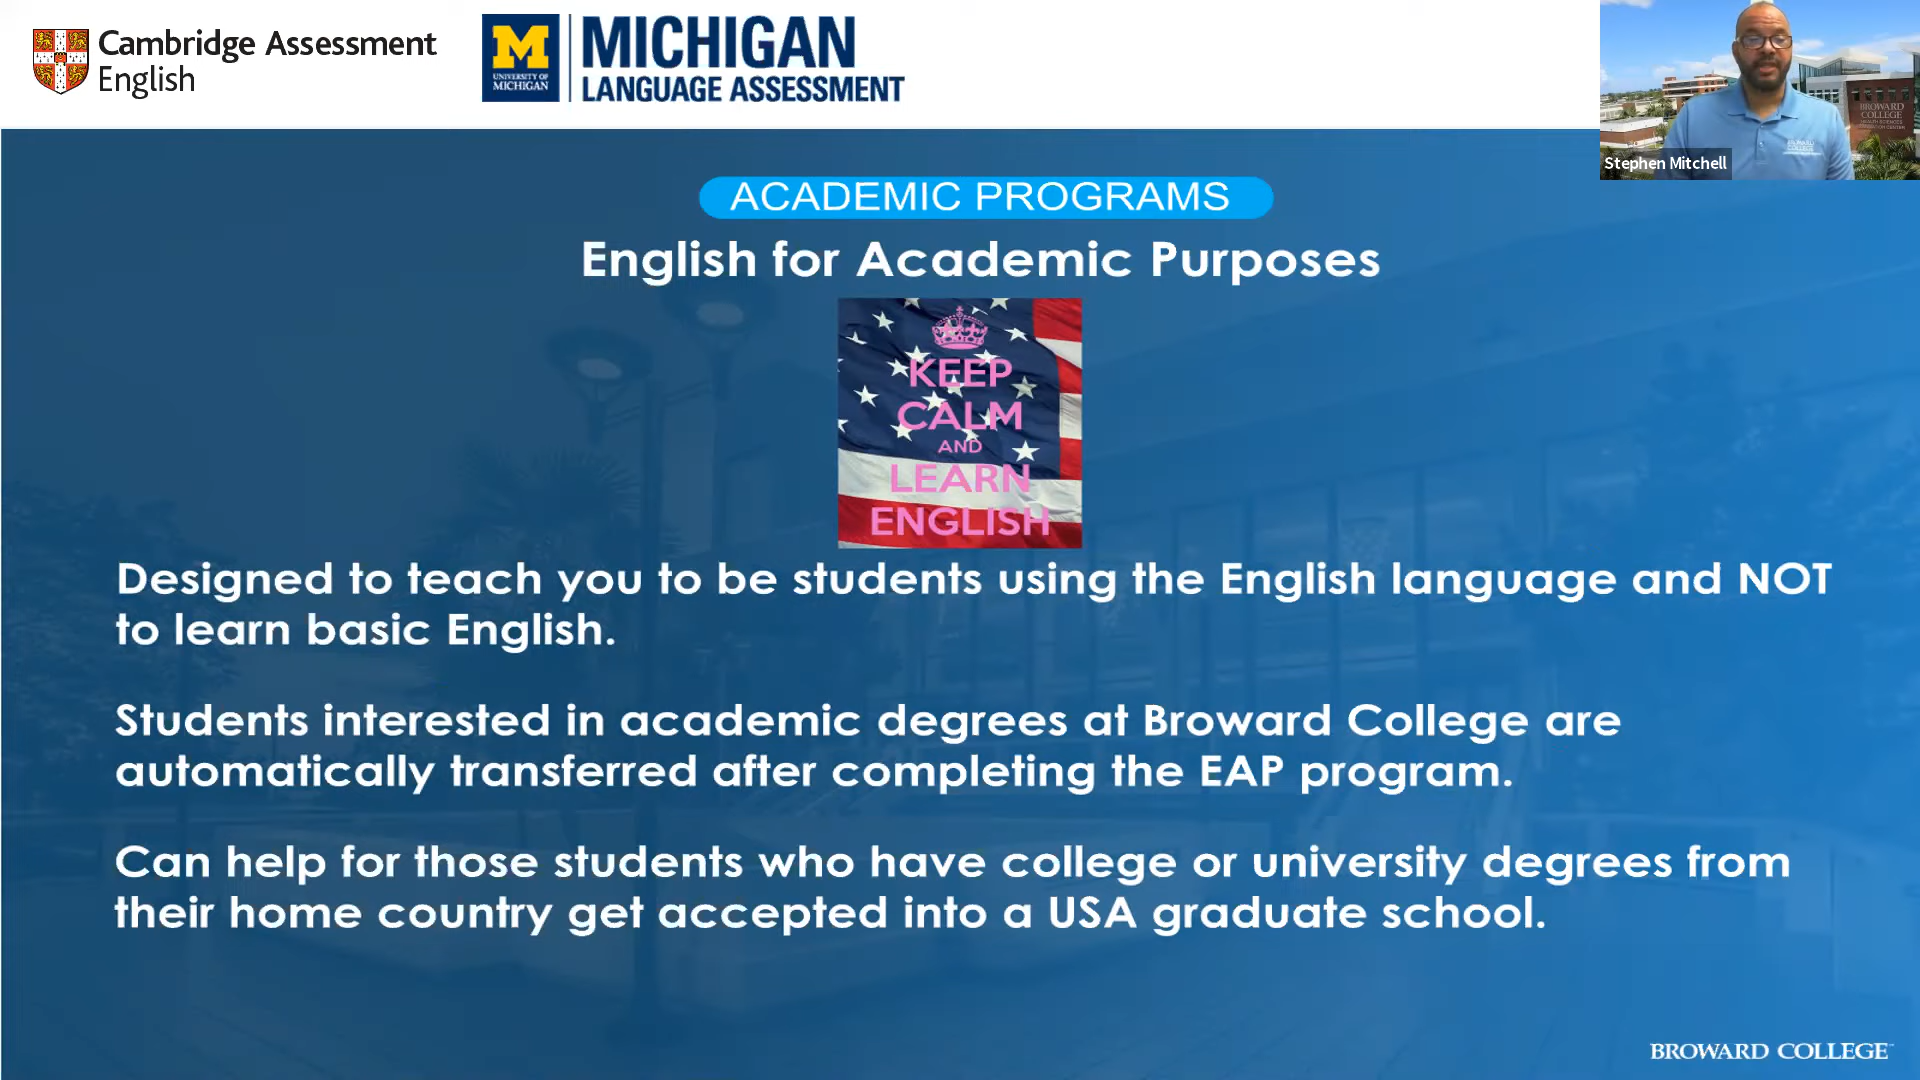 Cambridge Assessment
English
M
UNIVERSITY OF
MICHIGAN
MICHIGAN
LANGUAGE ASSESSMENT
BROWARD
COLLEGE
Stephen Mitchell
ACADEMIC PROGRAMS
English for Academic Purposes
KEEP
CALM
AND
LEARN
ENGLISH
Designed to teach you to be students using the English language and NOT
to learn basic English.
Students interested in academic degrees at Broward College are
automatically transferred after completing the EAP program.
Can help for those students who have college or university degrees from
their home country get accepted into a USA graduate school.
BROWARD COLLEGE